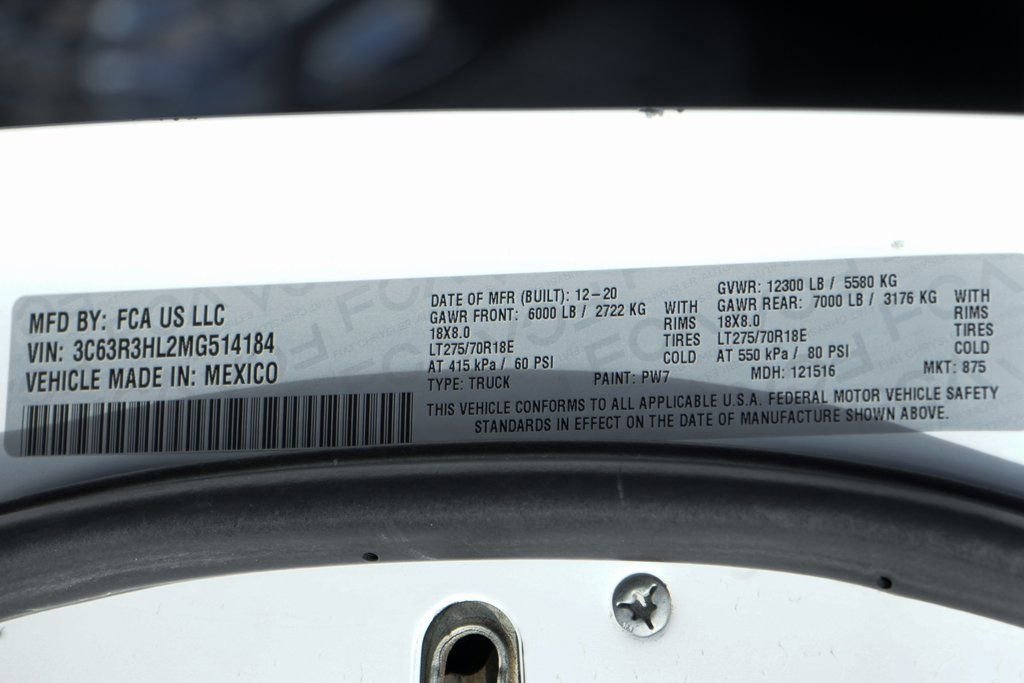 MFD BY: FCA US LLC
VIN: 3C63R3HL2MG514184
VEHICLE MADE IN: MEXICO
DATE OF MFR (BUILT): 12-20
GAWR FRONT: 6000 LB / 2722 KG WITH
18X8.0 RIMS
LT275/70R18E TIRES
AT 415 kPa / 60 PSI COLD
TYPE: TRUCK PAINT: PW7
GVWR: 12300 LB / 5580 KG
GAWR REAR: 7000 LB / 3176 KG WITH
18X8.0 RIMS
LT275/70R18E TIRES
AT 550 kPa / 80 PSI COLD
MDH: 121516 MKT: 875
THIS VEHICLE CONFORMS TO ALL APPLICABLE U.S.A. FEDERAL MOTOR VEHICLE SAFETY
STANDARDS IN EFFECT ON THE DATE OF MANUFACTURE SHOWN ABOVE.